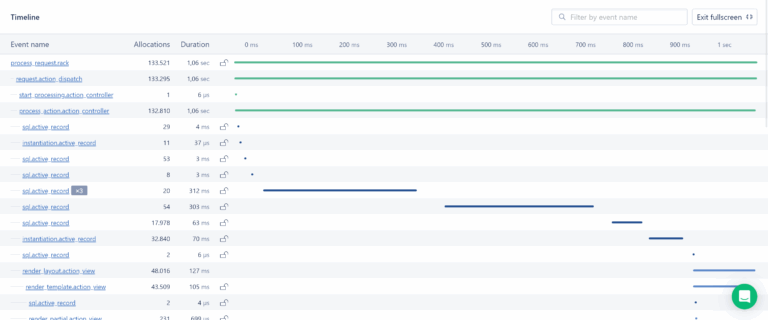 Timeline
Filter by event name
Exit fullscreen
Event name Allocations Duration 0 ms 100 ms 200 ms 300 ms 400 ms 500 ms 600 ms 700 ms 800 ms 900 ms 1 sec
process_request.rack 133.521 1,06 sec
request.action_dispatch 133.295 1,06 sec
start_processing.action_controller 1 6 µs
process_action.action_controller 132.810 1,06 sec
sql.active_record 29 4 ms
instantiation.active_record 11 37 µs
sql.active_record 53 3 ms
sql.active_record 8 3 ms
sql.active_record ×3 20 312 ms
sql.active_record 54 303 ms
sql.active_record 17.978 63 ms
instantiation.active_record 32.840 70 ms
sql.active_record 2 6 µs
render_layout.action_view 48.016 127 ms
render_template.action_view 43.509 105 ms
sql.active_record 2 4 µs
render_partial.action_view 231 699 µs